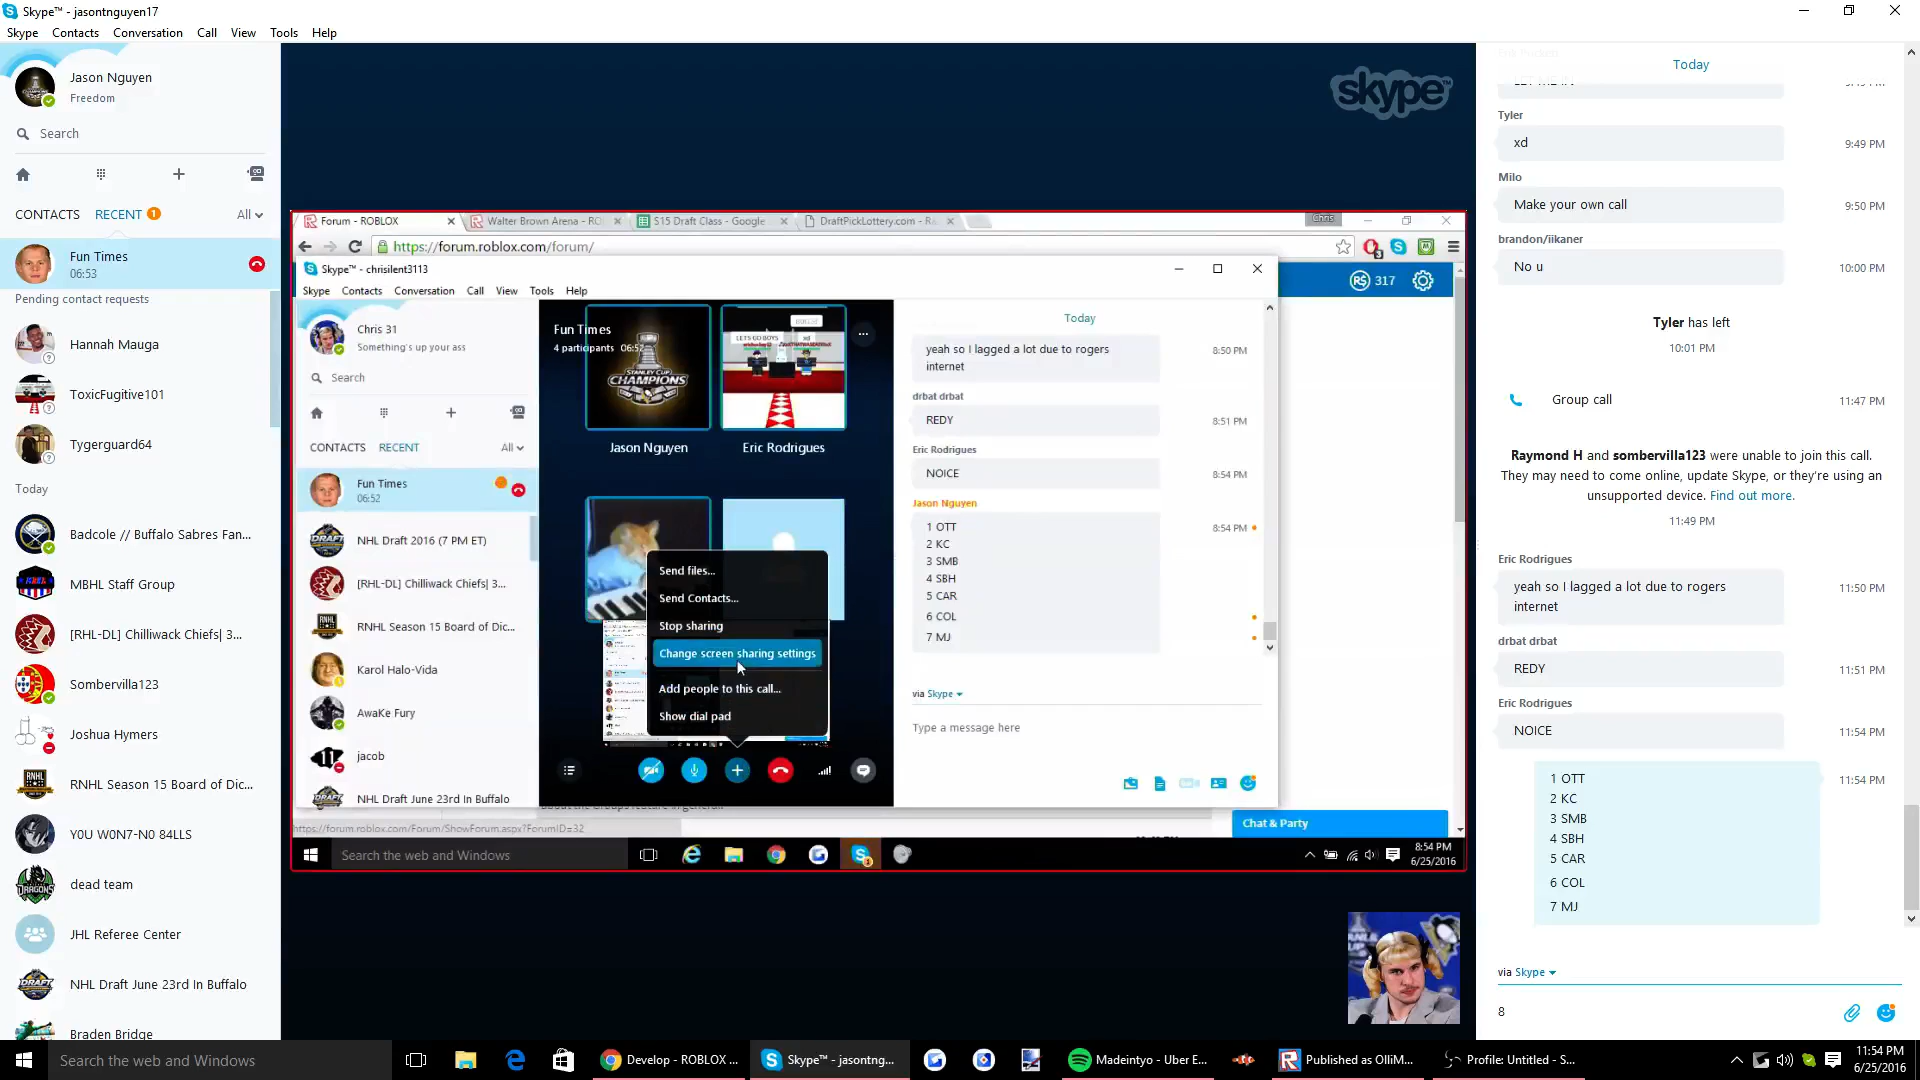 Skype™ - jasontnguyen17
Skype Contacts Conversation Call View Tools Help
Jason Nguyen
Freedom
Search
CONTACTS RECENT 1 All
Fun Times
06:53
Pending contact requests
Hannah Mauga
ToxicFugitive101
Tygerguard64
Today
Badcole // Buffalo Sabres Fan...
MBHL Staff Group
[RHL-DL] Chilliwack Chiefs| 3...
Sombervilla123
Joshua Hymers
RNHL Season 15 Board of Dic...
Y0U W0N7-N0 84LLS
dead team
JHL Referee Center
NHL Draft June 23rd In Buffalo
Braden Bridge
skype™
Forum - ROBLOX
Walter Brown Arena - RO
S15 Draft Class - Google
DraftPickLottery.com - R
Chris
https://forum.roblox.com/forum/
R$ 317
Skype™ - chrisilent3113
Skype Contacts Conversation Call View Tools Help
Chris 31
Something's up your ass
Search
CONTACTS RECENT All
Fun Times
06:52
NHL Draft 2016 (7 PM ET)
[RHL-DL] Chilliwack Chiefs| 3...
RNHL Season 15 Board of Dic...
Karol Halo-Vida
AwaKe Fury
jacob
NHL Draft June 23rd In Buffalo
Fun Times
4 participants 06:52
STANLEY CUP
CHAMPIONS
LETS GO BOYS
xd
Jason Nguyen
Eric Rodrigues
Send files...
Send Contacts...
Stop sharing
Change screen sharing settings
Add people to this call...
Show dial pad
Today
yeah so I lagged a lot due to rogers
internet
8:50 PM
drbat drbat
REDY
8:51 PM
Eric Rodrigues
NOICE
8:54 PM
Jason Nguyen
1 OTT
8:54 PM
2 KC
3 SMB
4 SBH
5 CAR
6 COL
7 MJ
via Skype
Type a message here
https://forum.roblox.com/Forum/ShowForum.aspx?ForumID=32
Chat & Party
Search the web and Windows
8:54 PM
6/25/2016
Today
Tyler
xd
9:49 PM
Milo
Make your own call
9:50 PM
brandon/iikaner
No u
10:00 PM
Tyler has left
10:01 PM
Group call
11:47 PM
Raymond H and sombervilla123 were unable to join this call.
They may need to come online, update Skype, or they're using an
unsupported device. Find out more.
11:49 PM
Eric Rodrigues
yeah so I lagged a lot due to rogers
internet
11:50 PM
drbat drbat
REDY
11:51 PM
Eric Rodrigues
NOICE
11:54 PM
1 OTT
11:54 PM
2 KC
3 SMB
4 SBH
5 CAR
6 COL
7 MJ
via Skype
8
Search the web and Windows
Develop - ROBLOX ...
Skype™ - jasontng...
Madeintyo - Uber E...
Published as OlliM...
Profile: Untitled - S...
11:54 PM
6/25/2016